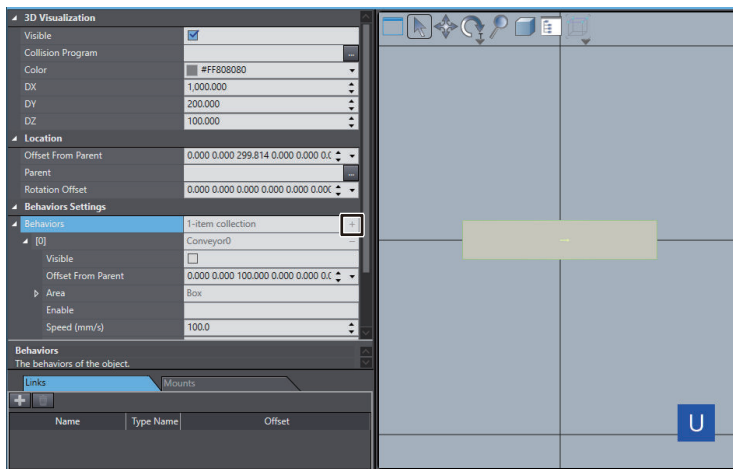 3D Visualization
Visible
Collision Program ...
Color #FF808080
DX 1,000.000
DY 200.000
DZ 100.000
Location
Offset From Parent 0.000 0.000 299.814 0.000 0.000 0.(
Parent ...
Rotation Offset 0.000 0.000 0.000 0.000 0.000 0.00(
Behaviors Settings
Behaviors 1-item collection +
[0] Conveyor0 −
Visible
Offset From Parent 0.000 0.000 100.000 0.000 0.000 0.(
Area Box
Enable
Speed (mm/s) 100.0
Behaviors
The behaviors of the object.
Links Mounts
Name Type Name Offset
U